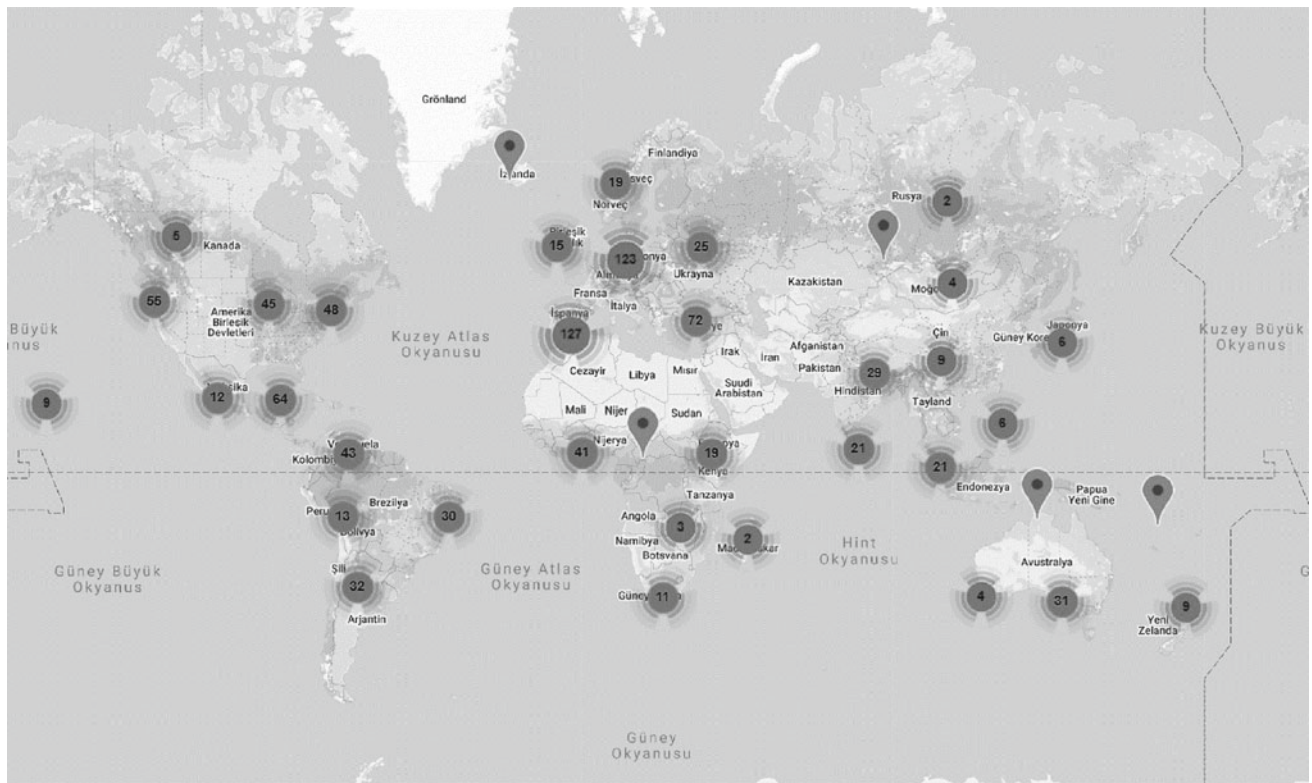 Grönland
Finlandiya
İzlanda
19
Norveç
Rusya
2
5
Kanada
15
123
25
Ukrayna
Kazakistan
4
Fransa
İtalya
55
45
48
Amerika
Birleşik
Devletleri
İspanya
127
72
Kuzey Atlas
Okyanusu
Çin
Japonya
Güney Kore
6
Kuzey Büyük
Okyanus
Büyük
Afganistan
Irak
İran
Pakistan
9
29
Hindistan
Cezayir
Libya
Mısır
Suudi
Arabistan
9
12
64
Mali
Nijer
Sudan
Tayland
6
Nijerya
41
19
Kenya
21
21
43
Endonezya
Papua
Yeni Gine
Tanzanya
Brezilya
13
30
Angola
3
2
Namibya
Botsvana
Hint
Okyanusu
Avustralya
Güney Büyük
Okyanus
Güney Atlas
Okyanusu
Şili
32
Arjantin
11
4
31
9
Yeni
Zelanda
Güney
Okyanusu